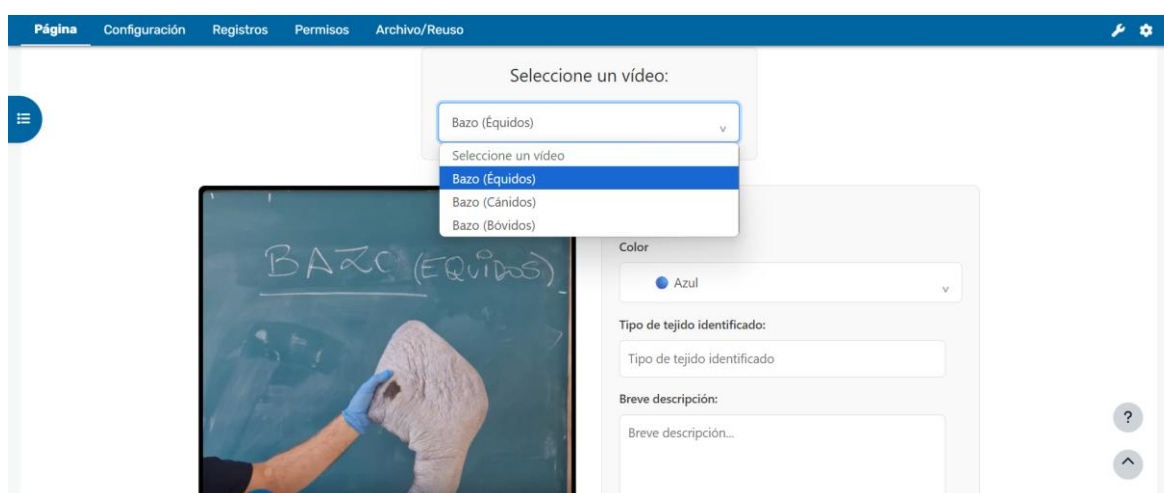 Página Configuración Registros Permisos Archivo/Reuso
Seleccione un vídeo:
Bazo (Équidos)
Seleccione un vídeo
Bazo (Équidos)
Bazo (Cánidos)
Bazo (Bóvidos)
BAZO (EQUIDOS)
Color
Azul
Tipo de tejido identificado:
Tipo de tejido identificado
Breve descripción:
Breve descripción...
?